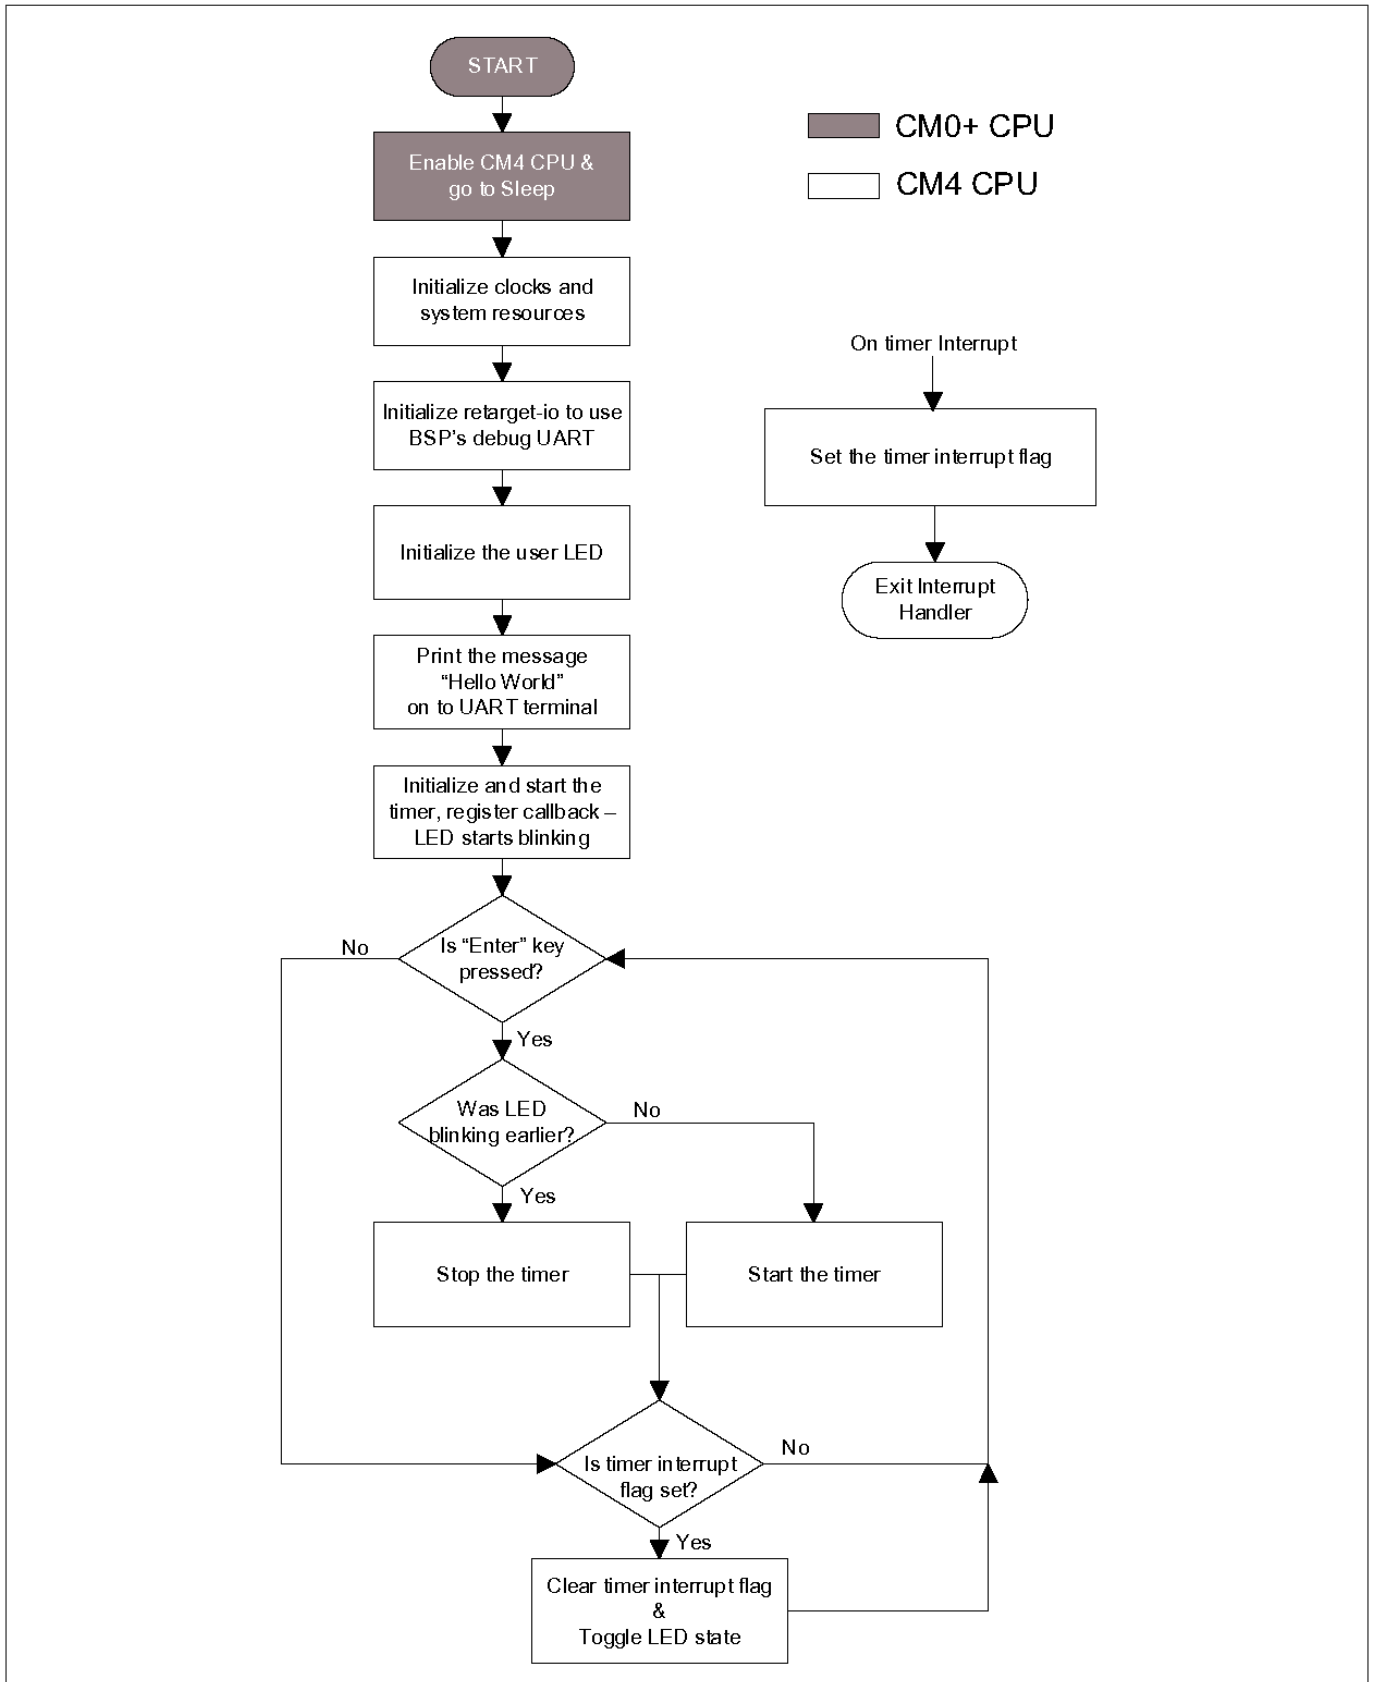 START
Enable CM4 CPU &
go to Sleep
CM0+ CPU
CM4 CPU
Initialize clocks and
system resources
Initialize retarget-io to use
BSP’s debug UART
Initialize the user LED
Print the message
“Hello World”
on to UART terminal
Initialize and start the
timer, register callback –
LED starts blinking
On timer Interrupt
Set the timer interrupt flag
Exit Interrupt
Handler
Is “Enter” key
pressed?
No
Yes
Was LED
blinking earlier?
No
Yes
Stop the timer
Start the timer
Is timer interrupt
flag set?
No
Yes
Clear timer interrupt flag
&
Toggle LED state